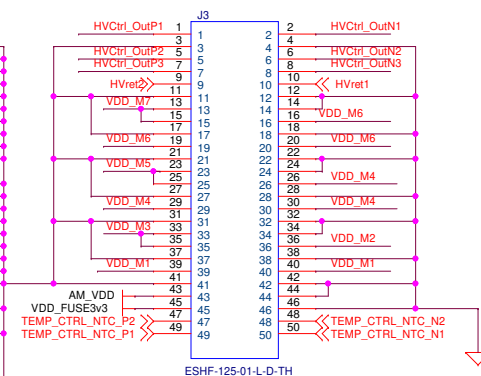 J3
HVCtrl_OutP1 1 1 2 2 HVCtrl_OutN1
3 3 4 4
HVCtrl_OutP2 5 5 6 6 HVCtrl_OutN2
HVCtrl_OutP3 7 7 8 8 HVCtrl_OutN3
HVret2 9 9 10 10 HVret1
11 11 12 12
VDD_M7 13 13 14 14
15 15 16 16 VDD_M6
17 17 18 18
VDD_M6 19 19 20 20 VDD_M6
21 21 22 22
VDD_M5 23 23 24 24
25 25 26 26 VDD_M4
27 27 28 28
VDD_M4 29 29 30 30 VDD_M4
31 31 32 32
VDD_M3 33 33 34 34
35 35 36 36 VDD_M2
37 37 38 38
VDD_M1 39 39 40 40 VDD_M1
41 41 42 42
AM_VDD 43 43 44 44
VDD_FUSE3v3 45 45 46 46
TEMP_CTRL_NTC_P2 47 47 48 48 TEMP_CTRL_NTC_N2
TEMP_CTRL_NTC_P1 49 49 50 50 TEMP_CTRL_NTC_N1
ESHF-125-01-L-D-TH